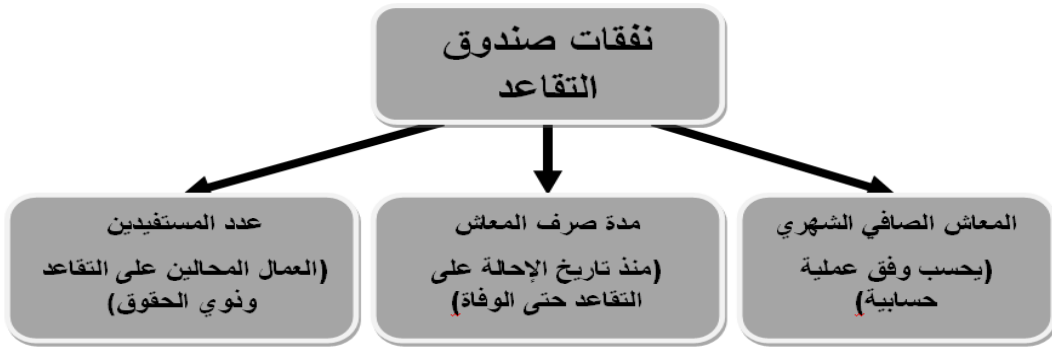 نفقات صندوق
التقاعد
المعاش الصافي الشهري
(يحسب وفق عملية
حسابية)
مدة صرف المعاش
(منذ تاريخ الإحالة على
التقاعد حتى الوفاة)
عدد المستفيدين
(العمال المحالين على التقاعد
وذوي الحقوق)